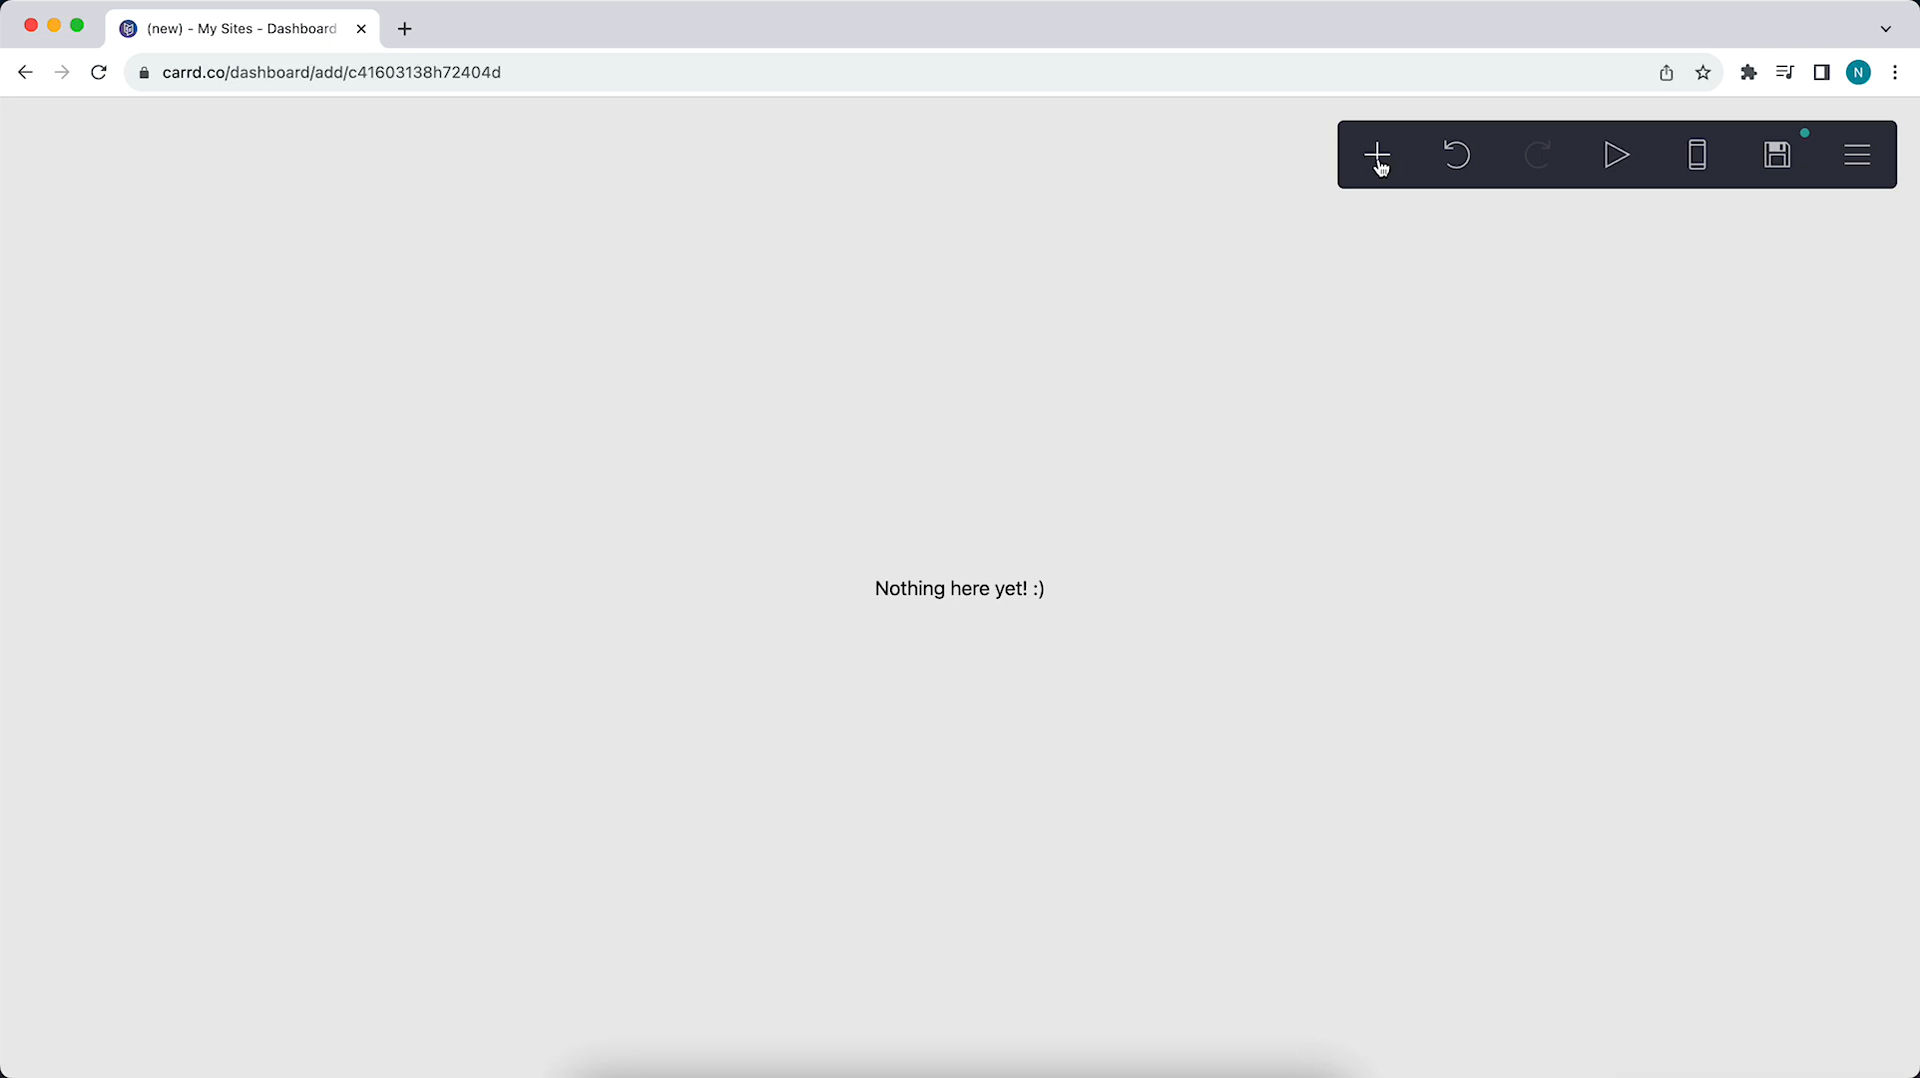 (new) - My Sites - Dashboard
carrd.co/dashboard/add/c41603138h72404d
N
Nothing here yet! :)